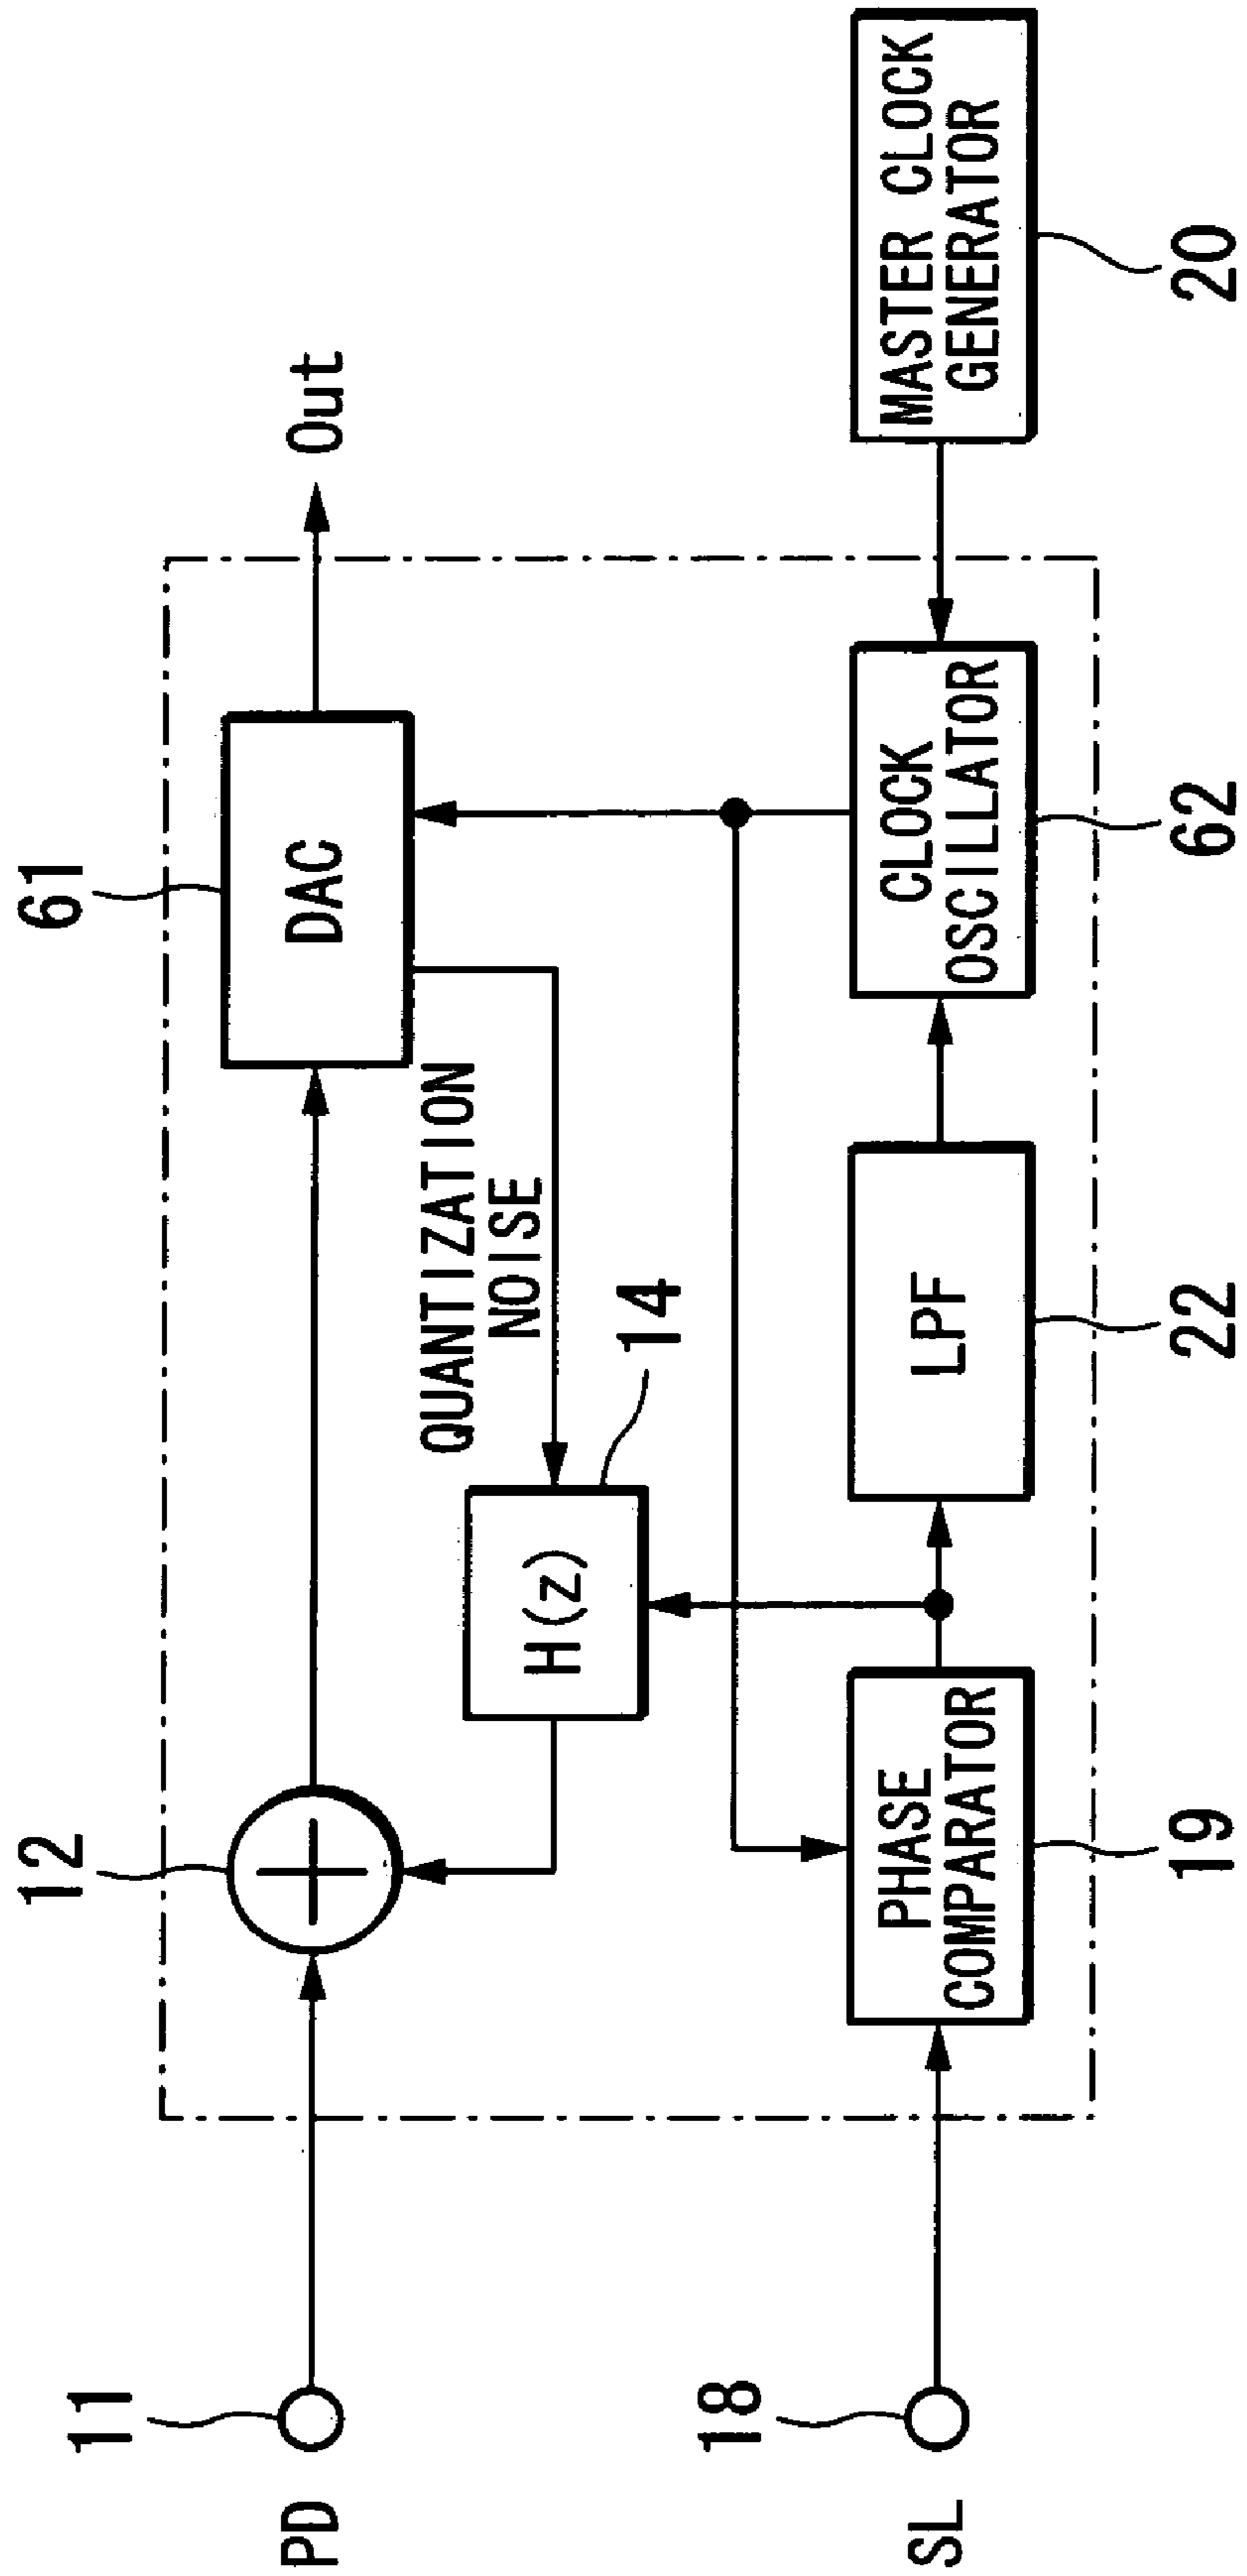 11
PD
12
61
DAC
Out
QUANTIZATION
NOISE
14
H(z)
18
SL
PHASE
COMPARATOR
19
LPF
22
CLOCK
OSCILLATOR
62
MASTER CLOCK
GENERATOR
20